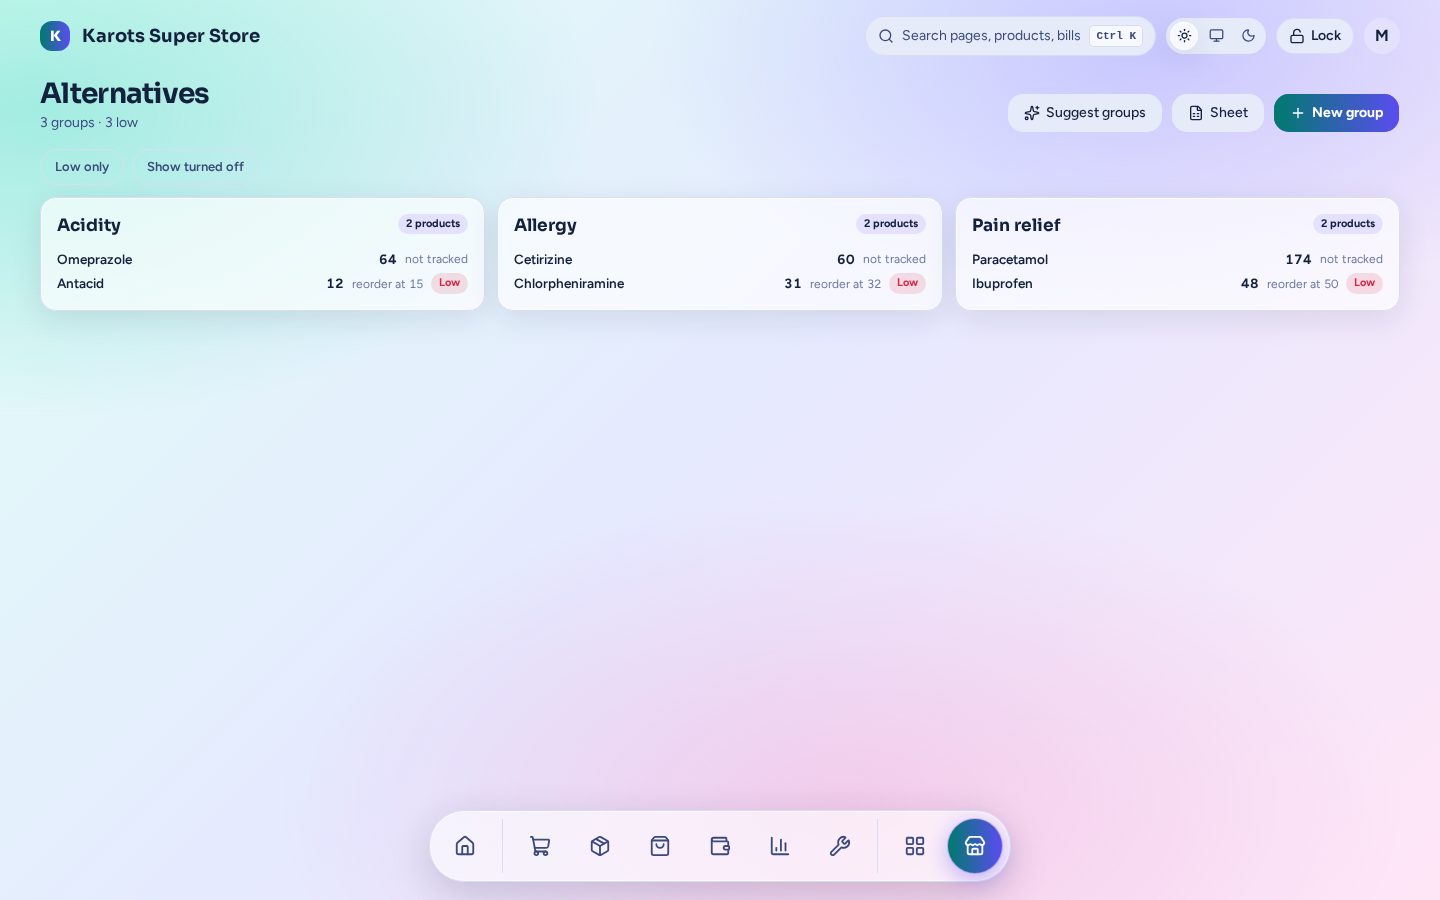 K Karots Super Store
Search pages, products, bills Ctrl K
Lock
M
Alternatives
3 groups · 3 low
Suggest groups
Sheet
New group
Low only
Show turned off
Acidity 2 products
Omeprazole 64 not tracked
Antacid 12 reorder at 15 Low
Allergy 2 products
Cetirizine 60 not tracked
Chlorpheniramine 31 reorder at 32 Low
Pain relief 2 products
Paracetamol 174 not tracked
Ibuprofen 48 reorder at 50 Low